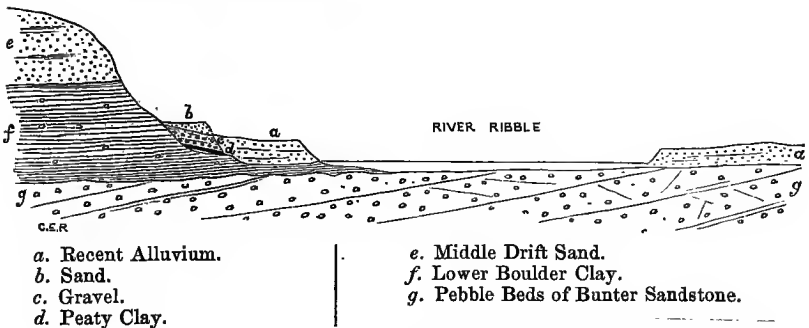 e
b
a
RIVER RIBBLE
c
f
d
a
g
g
C.E.R
a. Recent Alluvium.
b. Sand.
c. Gravel.
d. Peaty Clay.
e. Middle Drift Sand.
f. Lower Boulder Clay.
g. Pebble Beds of Bunter Sandstone.